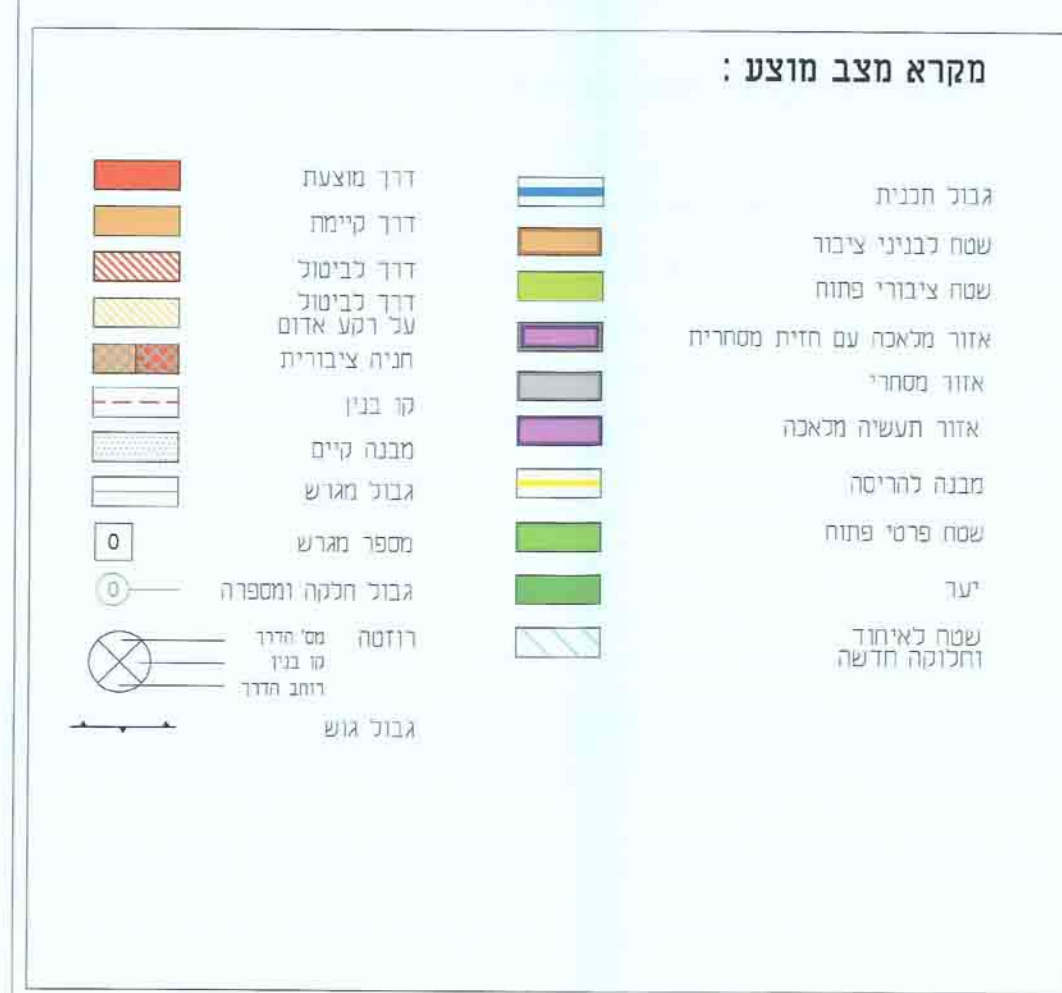 מקרא מצב מוצע :
גבול תכנית
שטח לבניני ציבור
שטח ציבורי פתוח
אזור מלאכה עם חזית מסחרית
אזור מסחרי
אזור תעשיה מלאכה
מבנה להריסה
שטח פרטי פתוח
יער
שטח לאיחוד
וחלוקה חדשה
דרך מוצעת
דרך קיימת
דרך לביטול
דרך לביטול
על רקע אדום
חניה ציבורית
קו בנין
מבנה קיים
גבול מגרש
מספר מגרש
0
גבול חלקה ומספרה
0
רוזטה
מס' הדרך
קו בנין
רוחב הדרך
גבול גוש